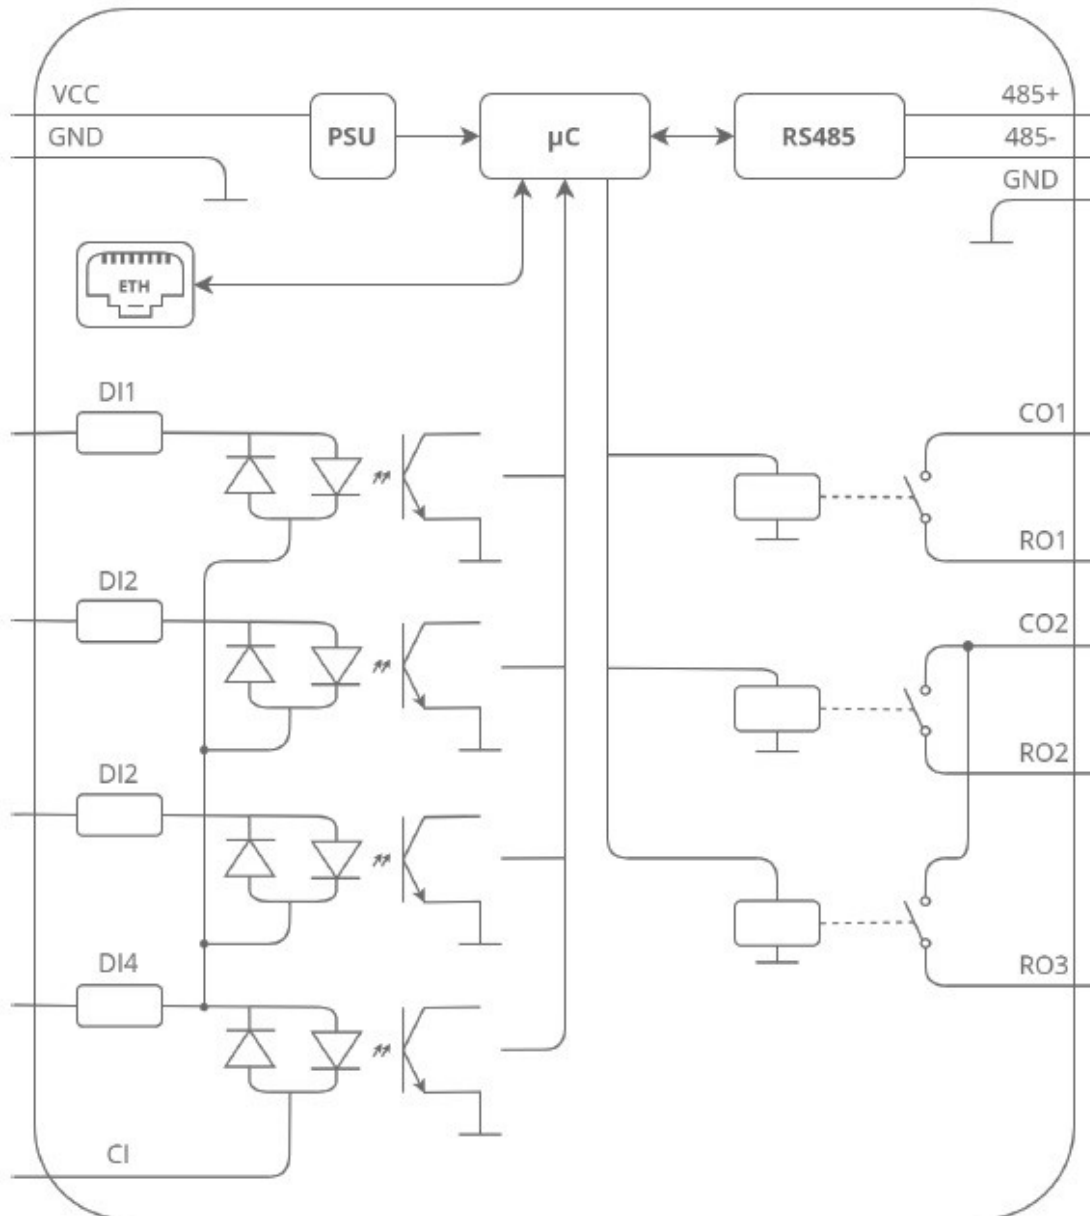 VCC
GND
PSU
µC
RS485
485+
485-
GND
ETH
DI1
CO1
RO1
DI2
CO2
RO2
DI2
DI4
RO3
CI